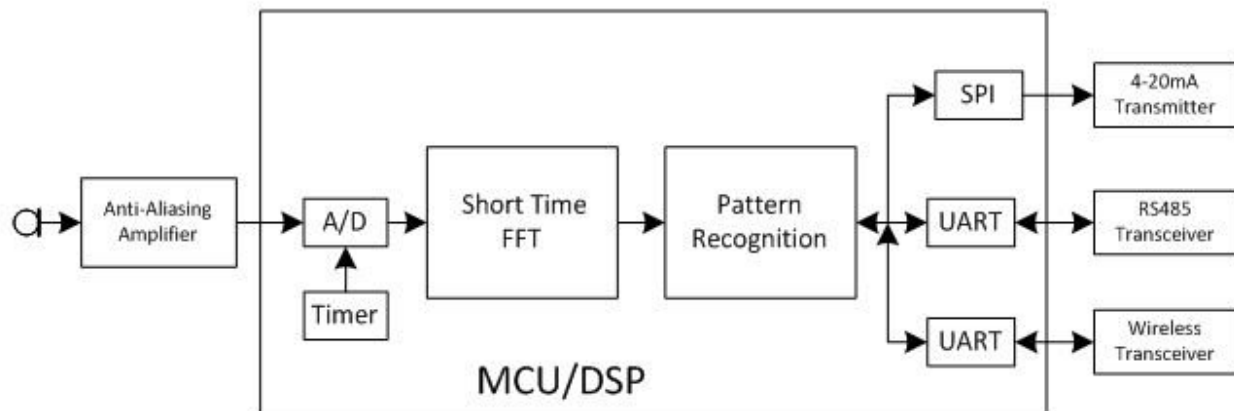 Anti-Aliasing
Amplifier
A/D
Timer
Short Time
FFT
Pattern
Recognition
SPI
4-20mA
Transmitter
UART
RS485
Transceiver
UART
Wireless
Transceiver
MCU/DSP